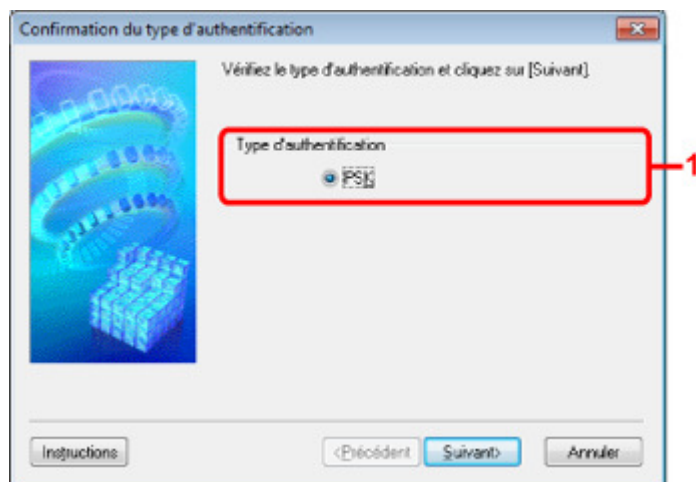 Confirmation du type d'authentification
Vérifiez le type d'authentification et cliquez sur [Suivant].
Type d'authentification
PSK
1
Instructions
<Précédent
Suivant>
Annuler